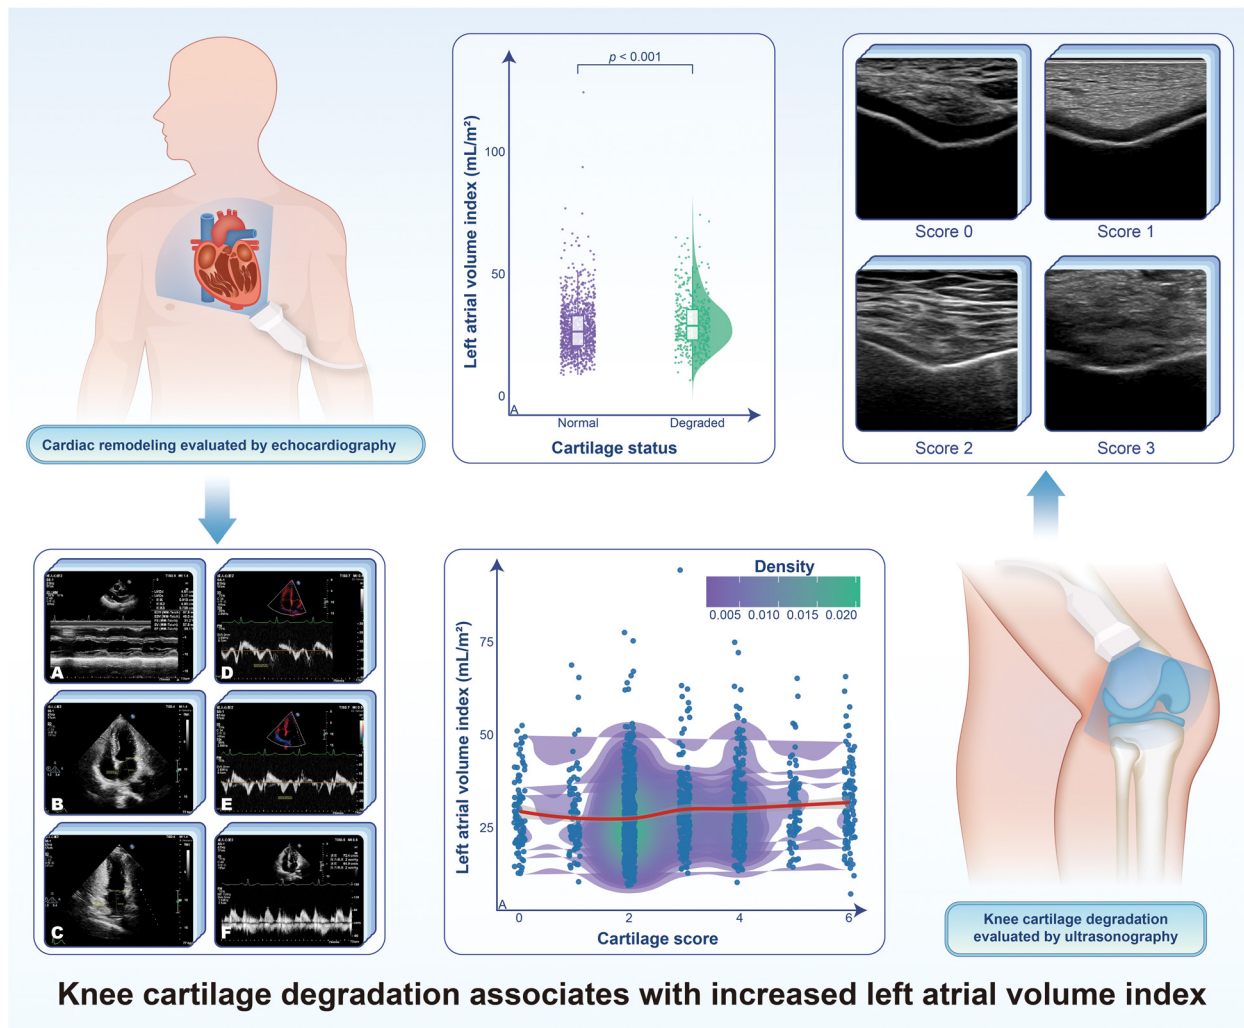 p < 0.001
Left atrial volume index (mL/m²)
100
50
0
A
Normal
Degraded
Cartilage status
Score 0
Score 1
Score 2
Score 3
Cardiac remodeling evaluated by echocardiography
A
D
B
E
C
F
Density
0.005
0.010
0.015
0.020
Left atrial volume index (mL/m²)
75
50
25
A
0
2
4
6
Cartilage score
Knee cartilage degradation
evaluated by ultrasonography
Knee cartilage degradation associates with increased left atrial volume index